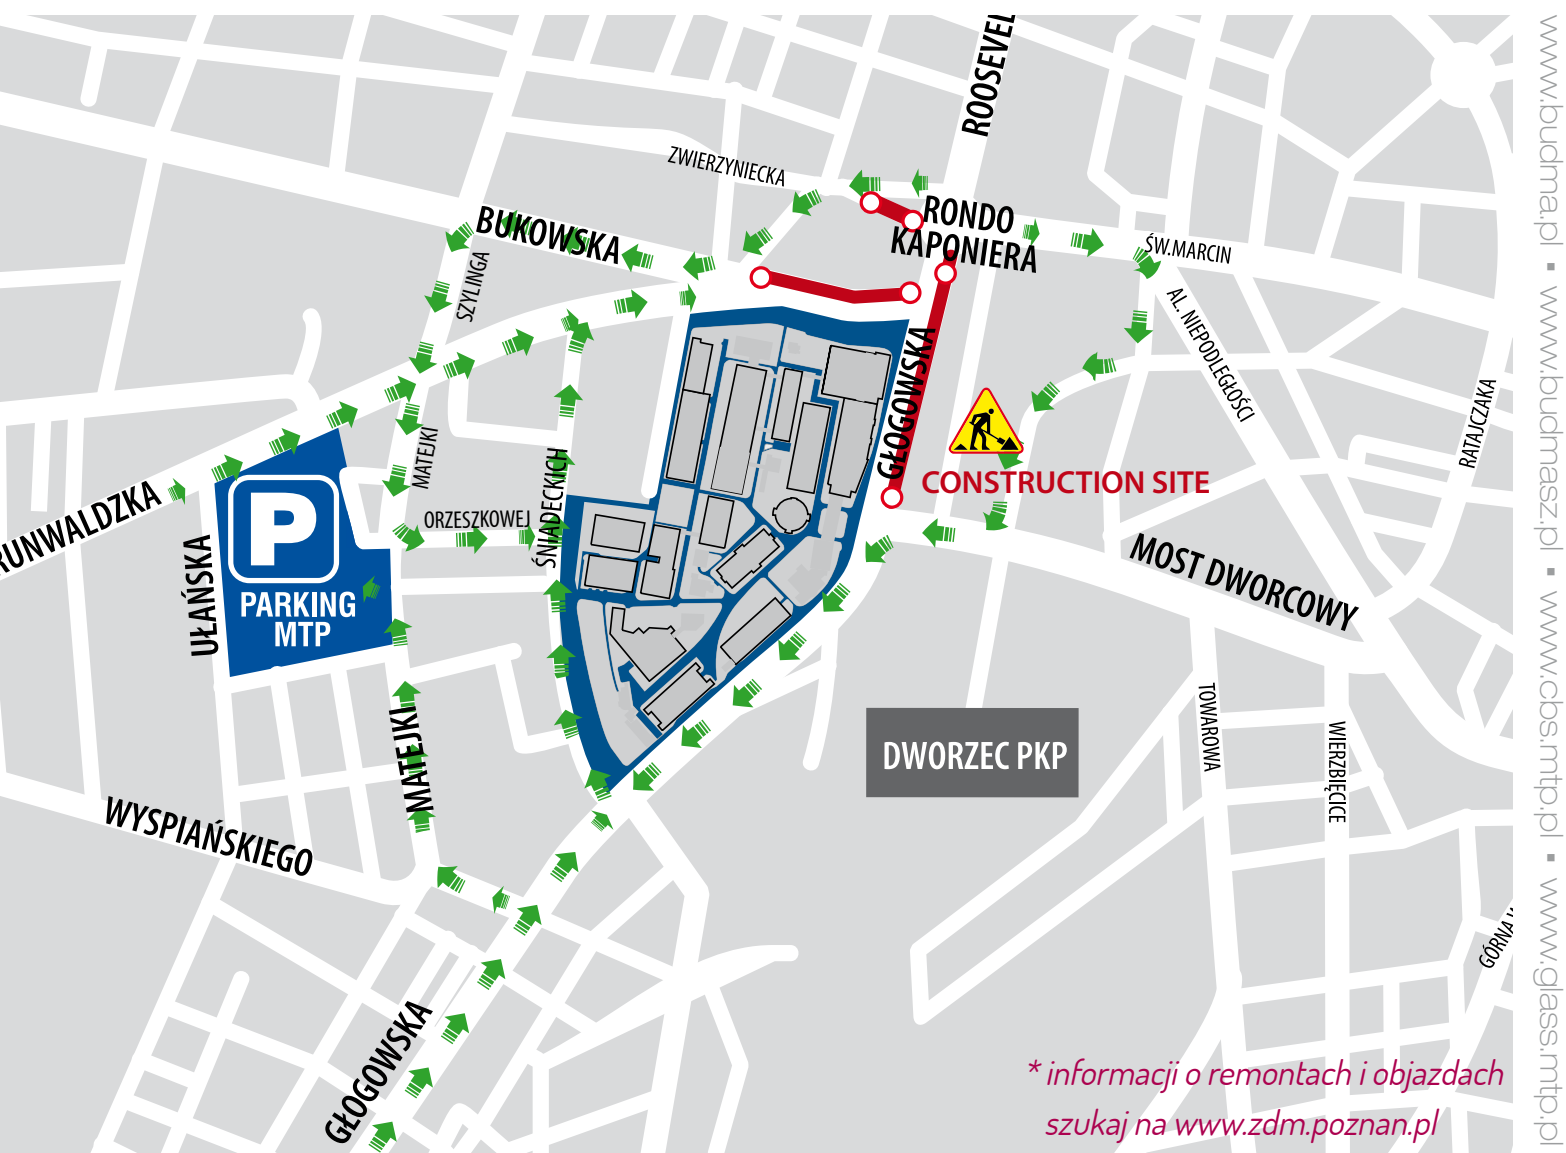 ROOSEVEL
ZWIERZYNIECKA
RONDO
KAPONIERA
BUKOWSKA
ŚW.MARCIN
SZYLINGA
AL. NIEPODLEGŁOŚCI
GŁOGOWSKA
RATAJCZAKA
MATEJKI
CONSTRUCTION SITE
RUNWALDZKA
ORZESZKOWEJ
ŚNIADECKICH
P
UŁAŃSKA
PARKING
MTP
MOST DWORCOWY
MATEJKI
DWORZEC PKP
TOWAROWA
WIERZBIĘCICE
WYSPIAŃSKIEGO
GÓRNA W
GŁOGOWSKA
* informacji o remontach i objazdach
szukaj na www.zdm.poznan.pl
www.budma.pl ▪ www.budmasz.pl ▪ www.cbs.mtp.pl ▪ www.glass.mtp.pl